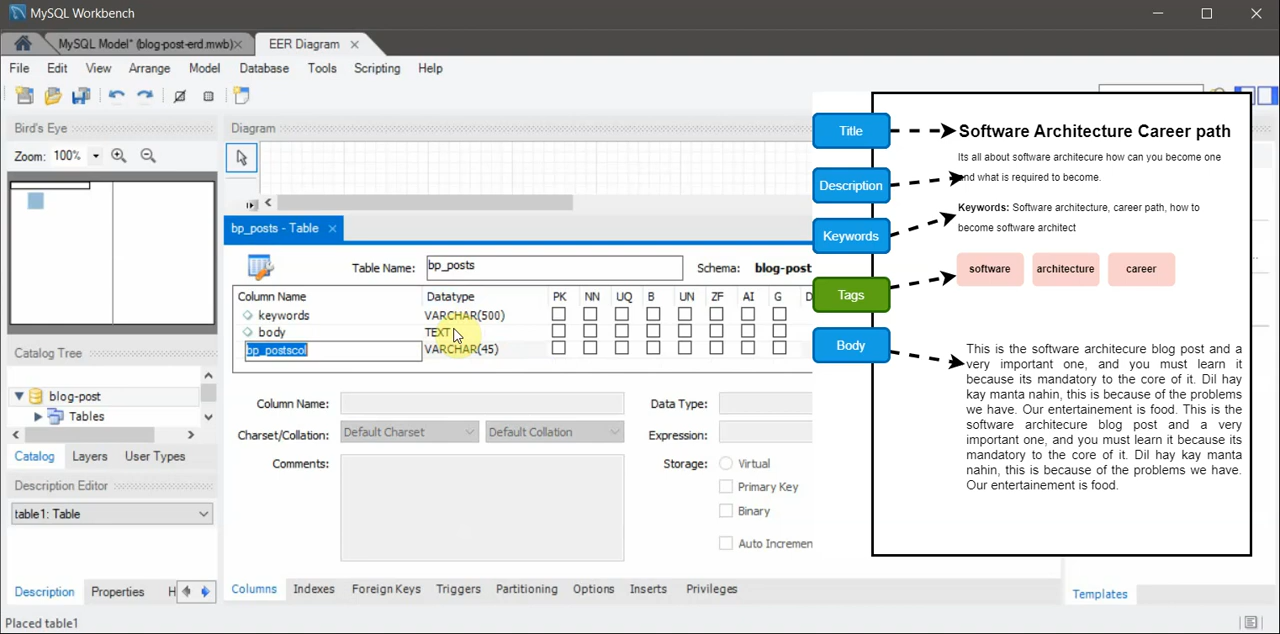 MySQL Workbench
MySQL Model* (blog-post-erd.mwb)×
EER Diagram ×
File Edit View Arrange Model Database Tools Scripting Help
Bird's Eye
Diagram
Zoom: 100%
bp_posts - Table ×
Table Name: bp_posts Schema: blog-post
Column Name Datatype PK NN UQ B UN ZF AI G D
keywords VARCHAR(500)
body TEXT
bp_postscol VARCHAR(45)
Catalog Tree
blog-post
Tables
Catalog Layers User Types
Description Editor
table1: Table
Description Properties H
Column Name: Data Type:
Charset/Collation: Default Charset Default Collation Expression:
Comments: Storage: Virtual
Primary Key
Binary
Auto Incremen
Columns Indexes Foreign Keys Triggers Partitioning Options Inserts Privileges
Templates
Placed table1
Title
Software Architecture Career path
Description
Its all about software architecure how can you become one
and what is required to become.
Keywords
Keywords: Software architecture, career path, how to
become software architect
Tags
software architecture career
Body
This is the software architecure blog post and a
very important one, and you must learn it
because its mandatory to the core of it. Dil hay
kay manta nahin, this is because of the problems
we have. Our entertainement is food. This is the
software architecure blog post and a very
important one, and you must learn it because its
mandatory to the core of it. Dil hay kay manta
nahin, this is because of the problems we have.
Our entertainement is food.